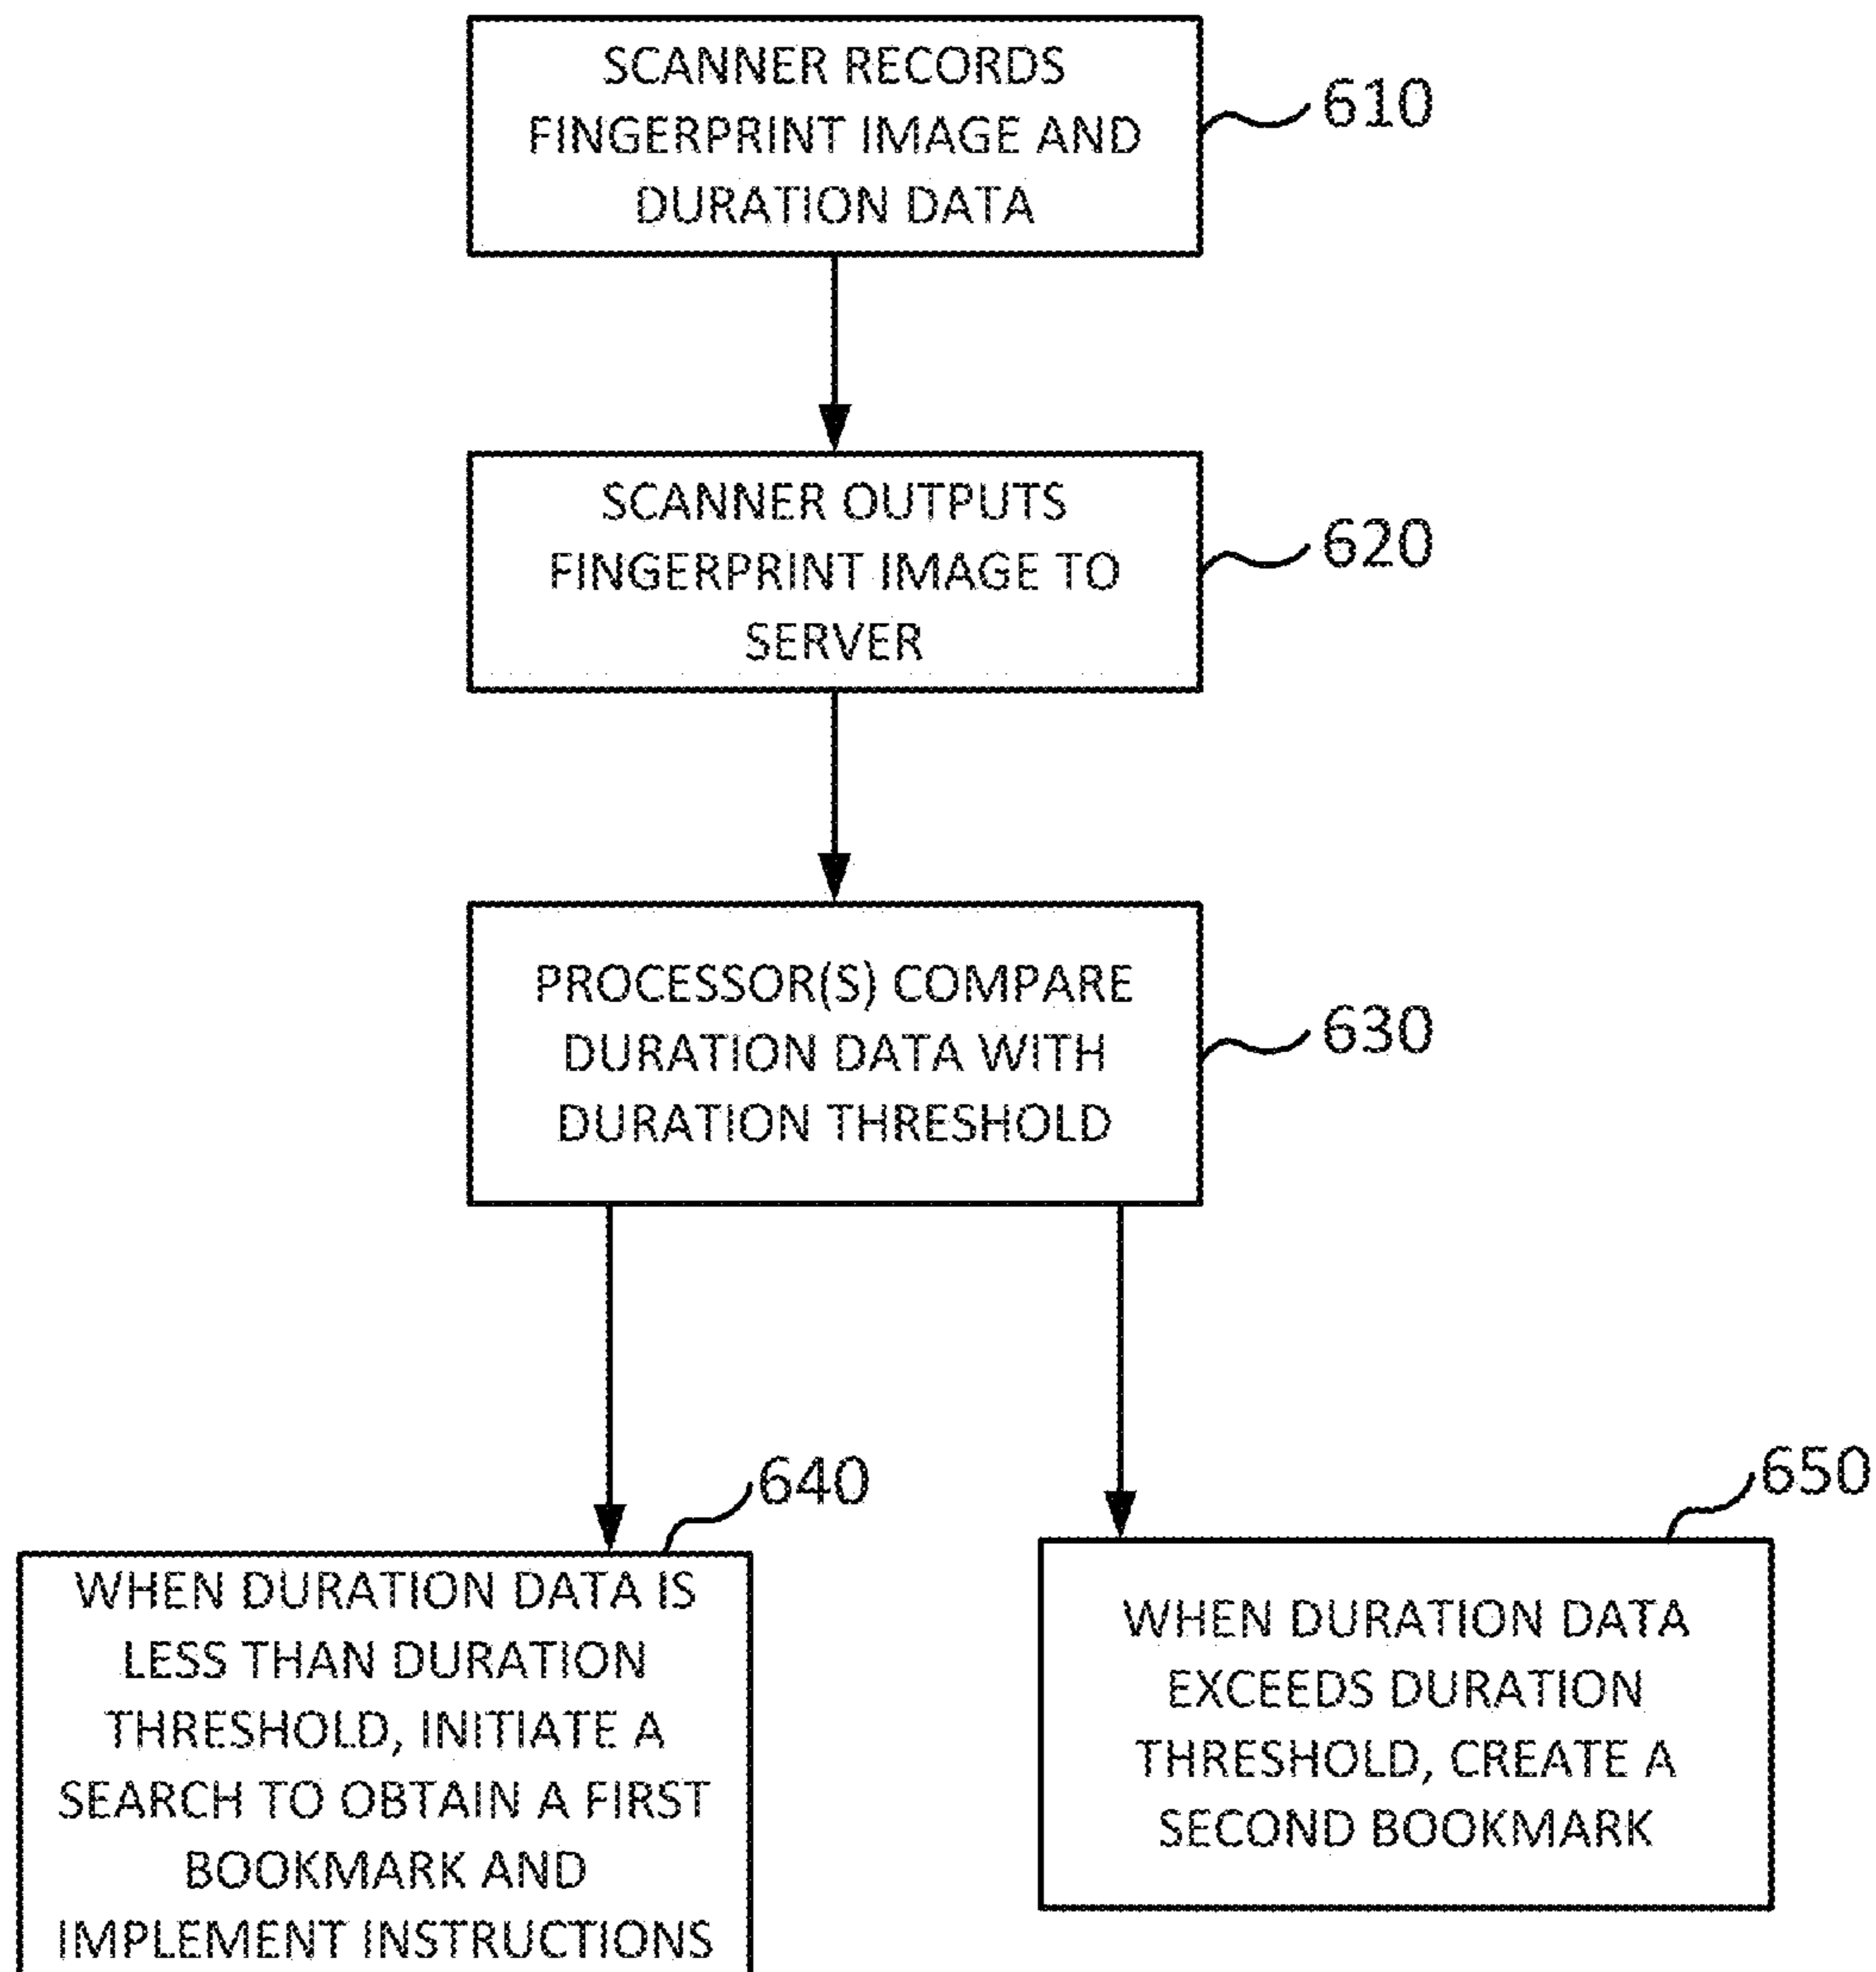 SCANNER RECORDS
FINGERPRINT IMAGE AND
DURATION DATA
610
SCANNER OUTPUTS
FINGERPRINT IMAGE TO
SERVER
620
PROCESSOR(S) COMPARE
DURATION DATA WITH
DURATION THRESHOLD
630
640
WHEN DURATION DATA IS
LESS THAN DURATION
THRESHOLD, INITIATE A
SEARCH TO OBTAIN A FIRST
BOOKMARK AND
IMPLEMENT INSTRUCTIONS
650
WHEN DURATION DATA
EXCEEDS DURATION
THRESHOLD, CREATE A
SECOND BOOKMARK